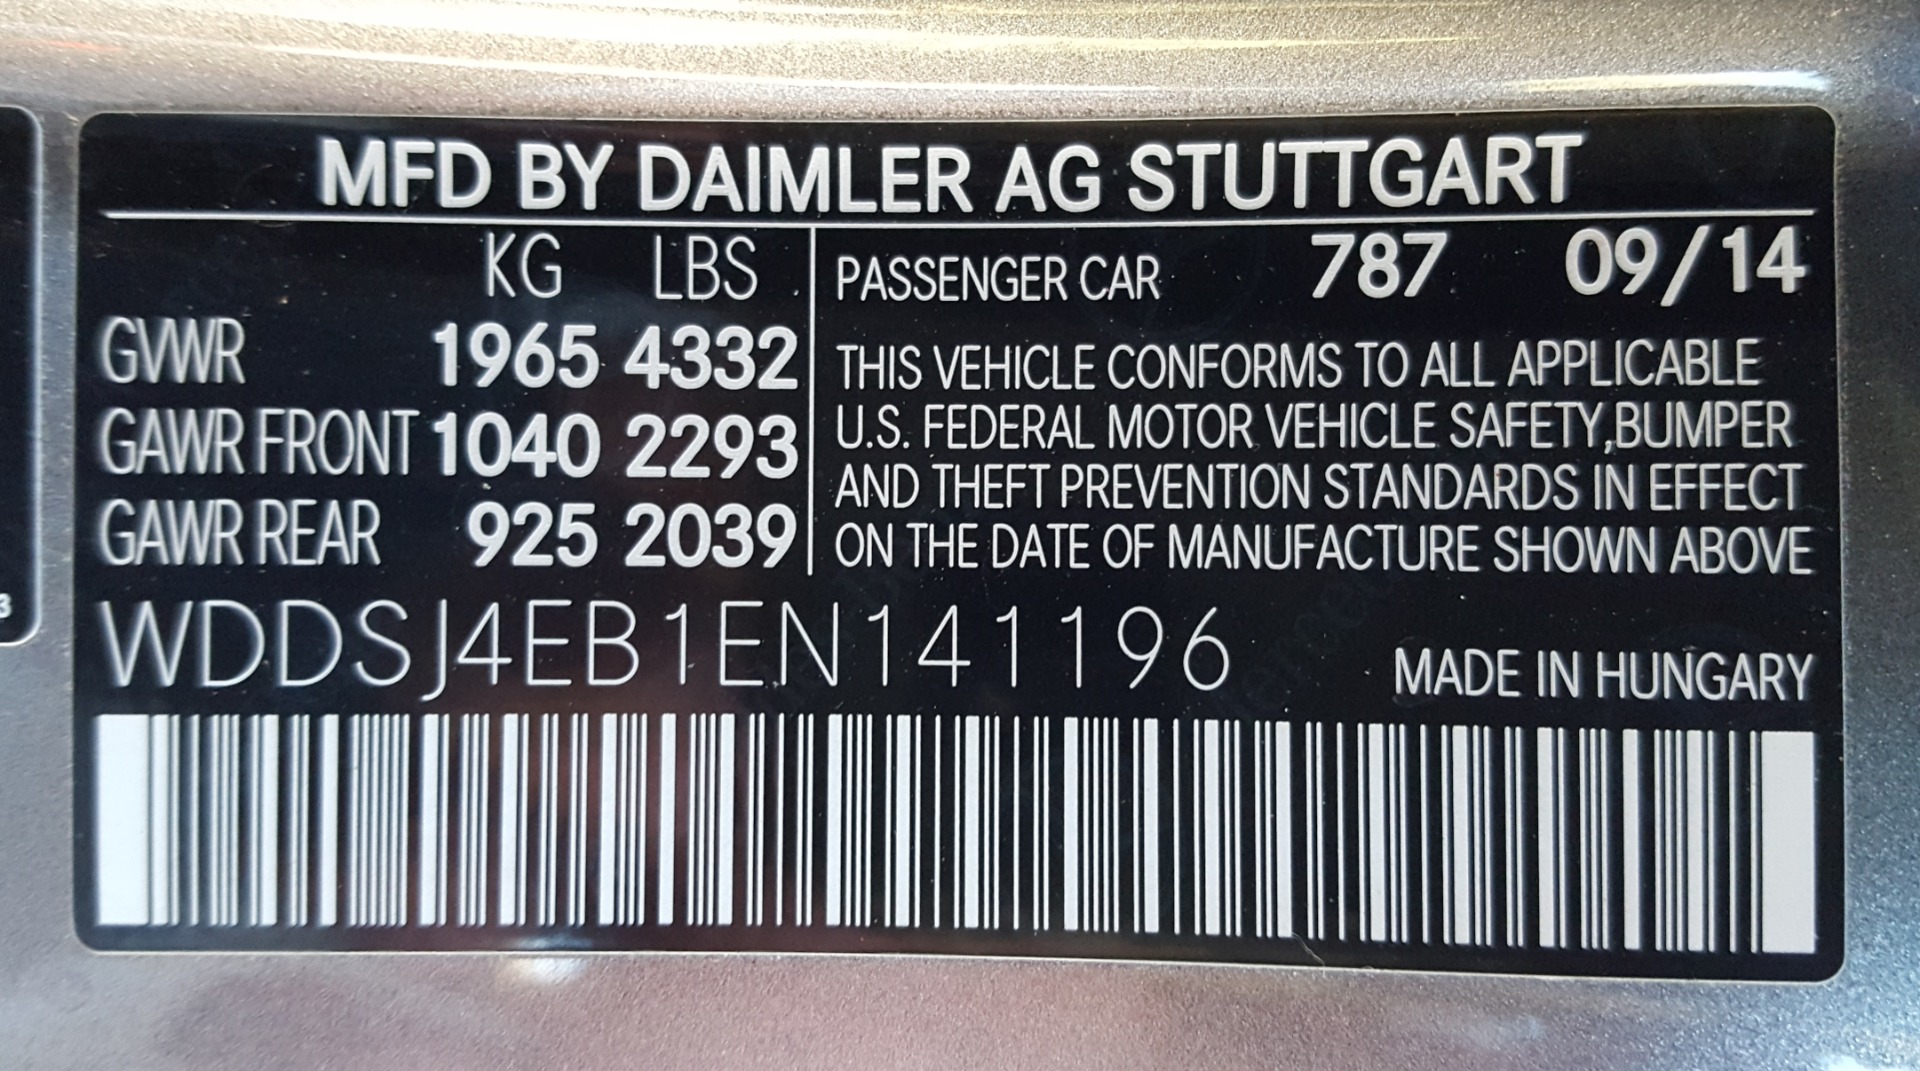 MFD BY DAIMLER AG STUTTGART
KG LBS
GVWR 1965 4332
GAWR FRONT 1040 2293
GAWR REAR 925 2039
PASSENGER CAR 787 09/14
THIS VEHICLE CONFORMS TO ALL APPLICABLE
U.S. FEDERAL MOTOR VEHICLE SAFETY,BUMPER
AND THEFT PREVENTION STANDARDS IN EFFECT
ON THE DATE OF MANUFACTURE SHOWN ABOVE
WDDSJ4EB1EN141196
MADE IN HUNGARY
3